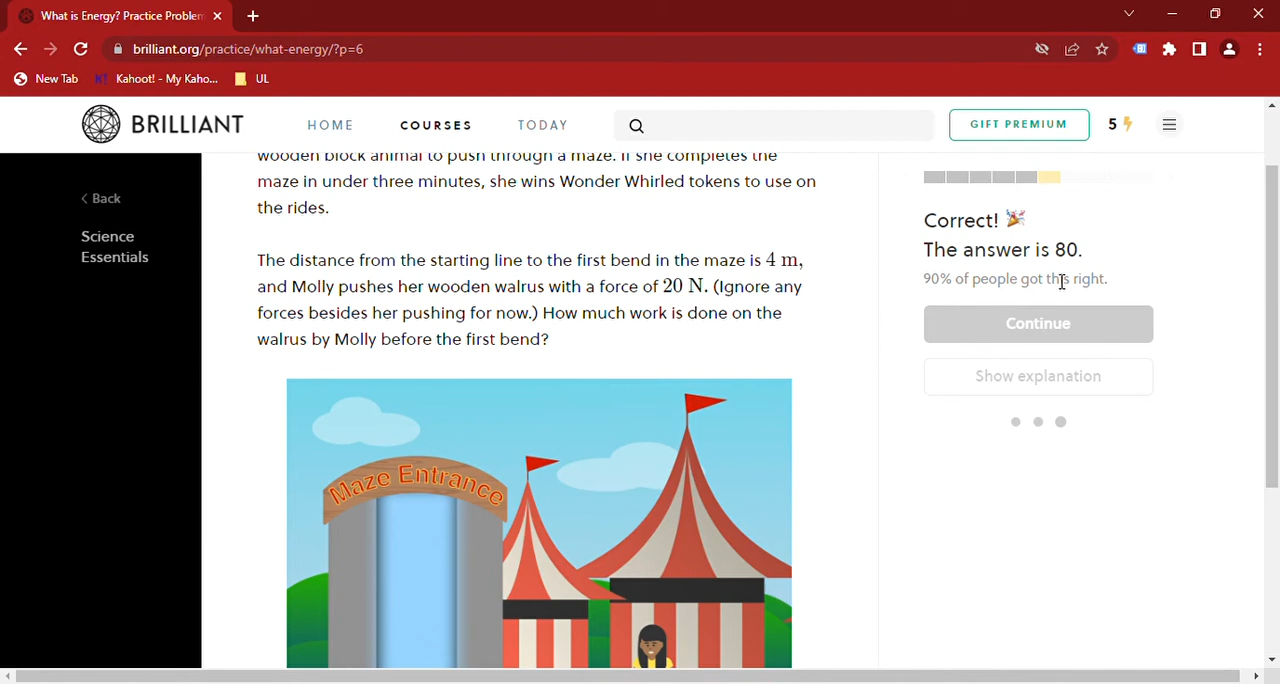 What is Energy? Practice Problem
brilliant.org/practice/what-energy/?p=6
New Tab
K! Kahoot! - My Kaho...
UL
BRILLIANT
HOME
COURSES
TODAY
GIFT PREMIUM
5
Back
Science
Essentials
wooden block animal to push through a maze. If she completes the
maze in under three minutes, she wins Wonder Whirled tokens to use on
the rides.
The distance from the starting line to the first bend in the maze is 4 m,
and Molly pushes her wooden walrus with a force of 20 N. (Ignore any
forces besides her pushing for now.) How much work is done on the
walrus by Molly before the first bend?
Maze Entrance
Correct!
The answer is 80.
90% of people got this right.
Continue
Show explanation